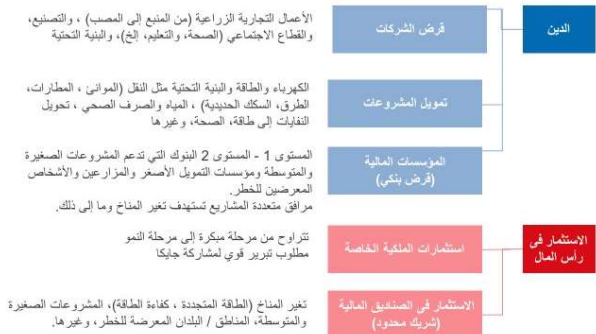 الدين
قرض الشركات
الأعمال التجارية الزراعية (من المنبع إلى المصب) ، والتصنيع،
والقطاع الاجتماعي (الصحة، والتعليم، إلخ)، والبنية التحتية
تمويل المشروعات
الكهرباء والطاقة والبنية التحتية مثل النقل (الموانئ ، المطارات،
الطرق، السكك الحديدية) ، المياه والصرف الصحي ، تحويل
النفايات إلى طاقة، الصحة، وغيرها
المؤسسات المالية
(قرض بنكي)
المستوى 1 - المستوى 2 البنوك التي تدعم المشروعات الصغيرة
والمتوسطة ومؤسسات التمويل الأصغر والمزارعين والأشخاص
المعرضين للخطر.
مرافق متعددة المشاريع تستهدف تغير المناخ وما إلى ذلك.
الاستثمار فى
رأس المال
استثمارات الملكية الخاصة
تتراوح من مرحلة مبكرة إلى مرحلة النمو
مطلوب تبرير قوي لمشاركة جايكا
الاستثمار فى الصناديق المالية
(شريك محدود)
تغير المناخ (الطاقة المتجددة ، كفاءة الطاقة)، المشروعات الصغيرة
والمتوسطة، المناطق / البلدان المعرضة للخطر، وغيرها.